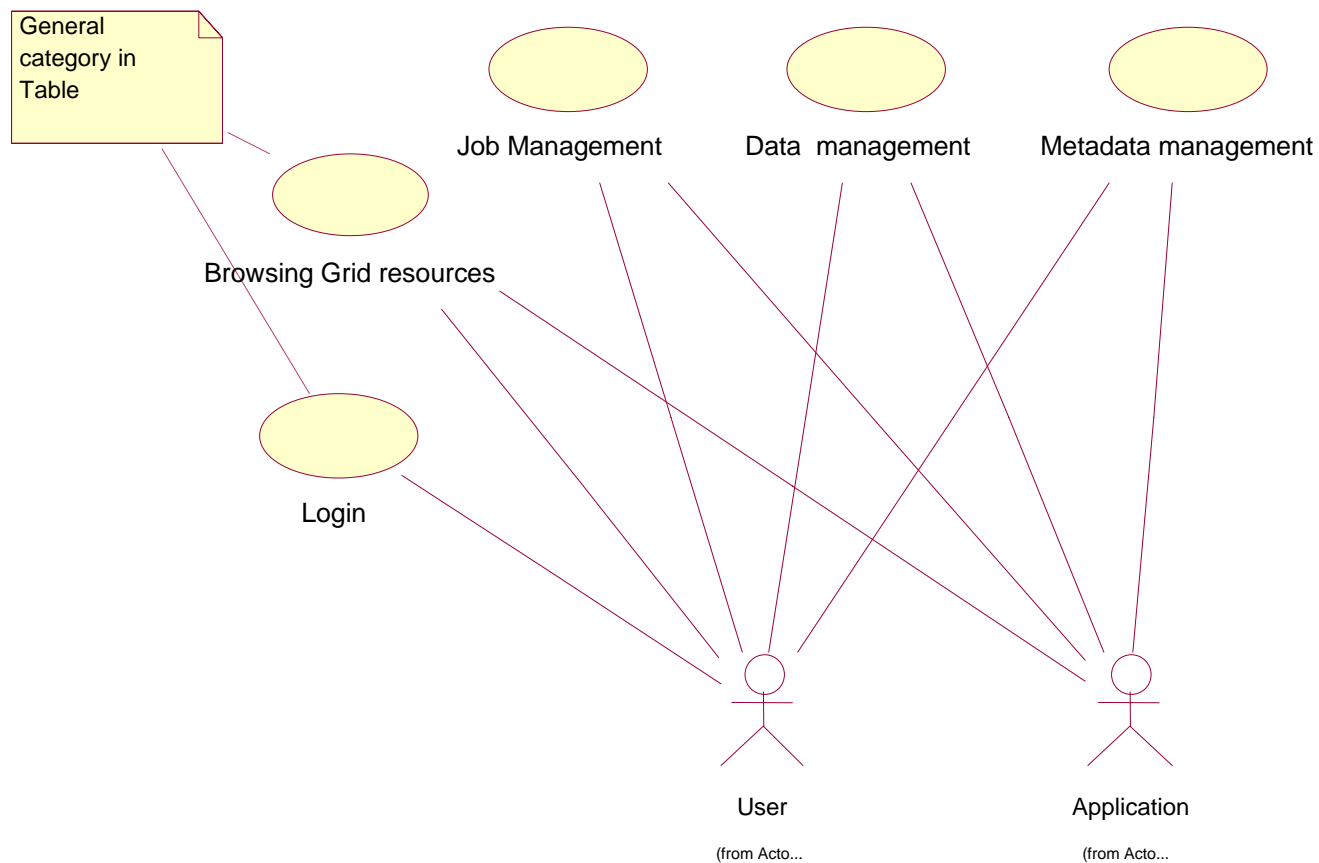 General
category in
Table
Job Management
Data  management
Metadata management
Browsing Grid resources
Login
User
Application
(from Acto...
(from Acto...